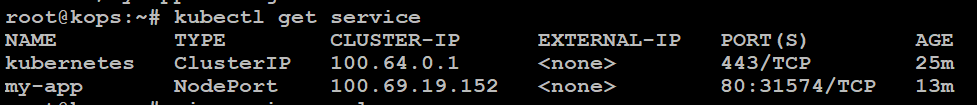 root@kops:~# kubectl get service
NAME TYPE CLUSTER-IP EXTERNAL-IP PORT(S) AGE
kubernetes ClusterIP 100.64.0.1 <none> 443/TCP 25m
my-app NodePort 100.69.19.152 <none> 80:31574/TCP 13m